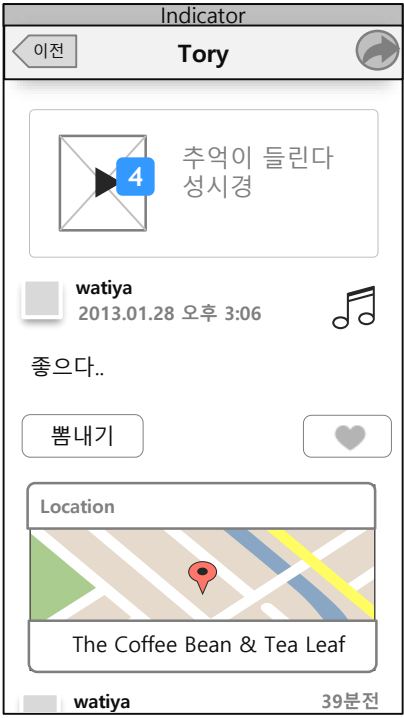 Indicator
이전
Tory
4
추억이 들린다
성시경
watiya
2013.01.28 오후 3:06
좋으다..
뽐내기
Location
The Coffee Bean & Tea Leaf
watiya
39분전